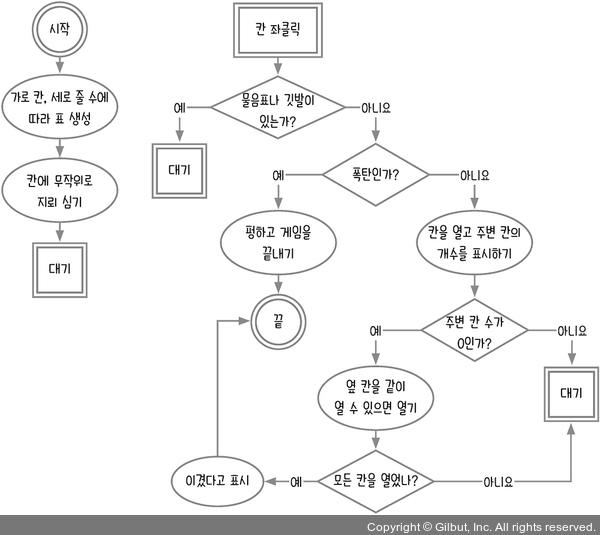 시작
가로 칸, 세로 줄 수에
따라 표 생성
칸에 무작위로
지뢰 심기
대기
칸 좌클릭
물음표나 깃발이
있는가?
예
아니요
대기
폭탄인가?
예
아니요
펑하고 게임을
끝내기
칸을 열고 주변 칸의
개수를 표시하기
끝
주변 칸 수가
0인가?
예
아니요
옆 칸을 같이
열 수 있으면 열기
대기
모든 칸을 열었나?
예
아니요
이겼다고 표시
Copyright © Gilbut, Inc. All rights reserved.